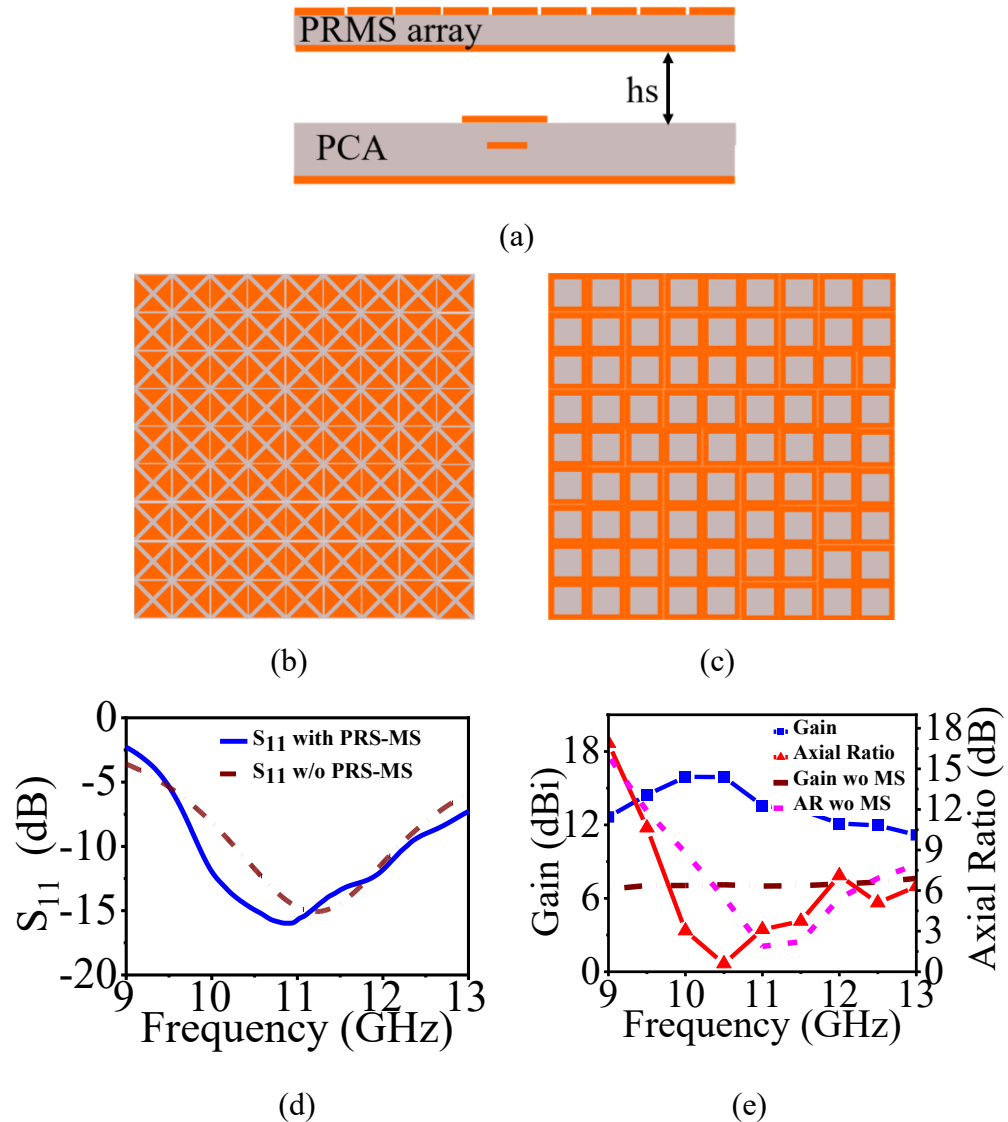 PRMS array
hs
PCA
(a)
(b)
(c)
0
-5
-10
-15
-20
S11 (dB)
S11 with PRS-MS
S11 w/o PRS-MS
9 10 11 12 13
Frequency (GHz)
(d)
18
12
6
0
Gain (dBi)
Gain
Axial Ratio
Gain wo MS
AR wo MS
18
15
12
9
6
3
0
Axial Ratio (dB)
9 10 11 12 13
Frequency (GHz)
(e)